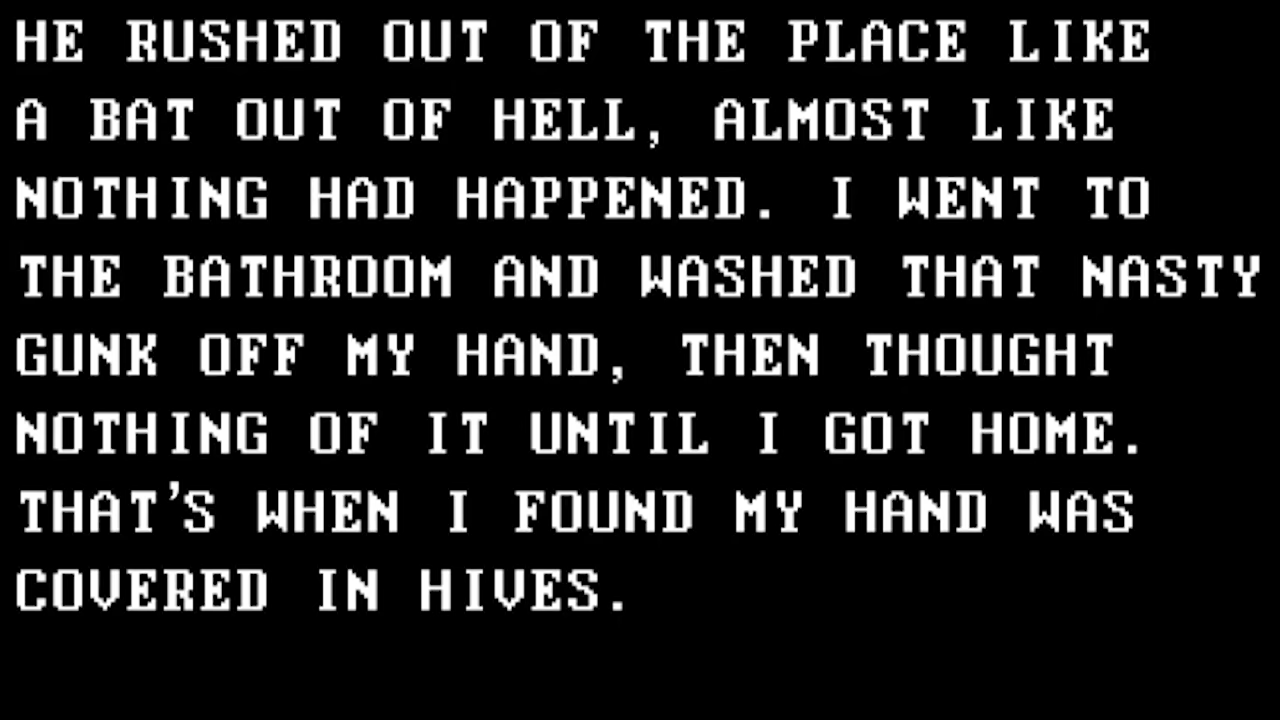 HE RUSHED OUT OF THE PLACE LIKE
A BAT OUT OF HELL, ALMOST LIKE
NOTHING HAD HAPPENED. I WENT TO
THE BATHROOM AND WASHED THAT NASTY
GUNK OFF MY HAND, THEN THOUGHT
NOTHING OF IT UNTIL I GOT HOME.
THAT'S WHEN I FOUND MY HAND WAS
COVERED IN HIVES.